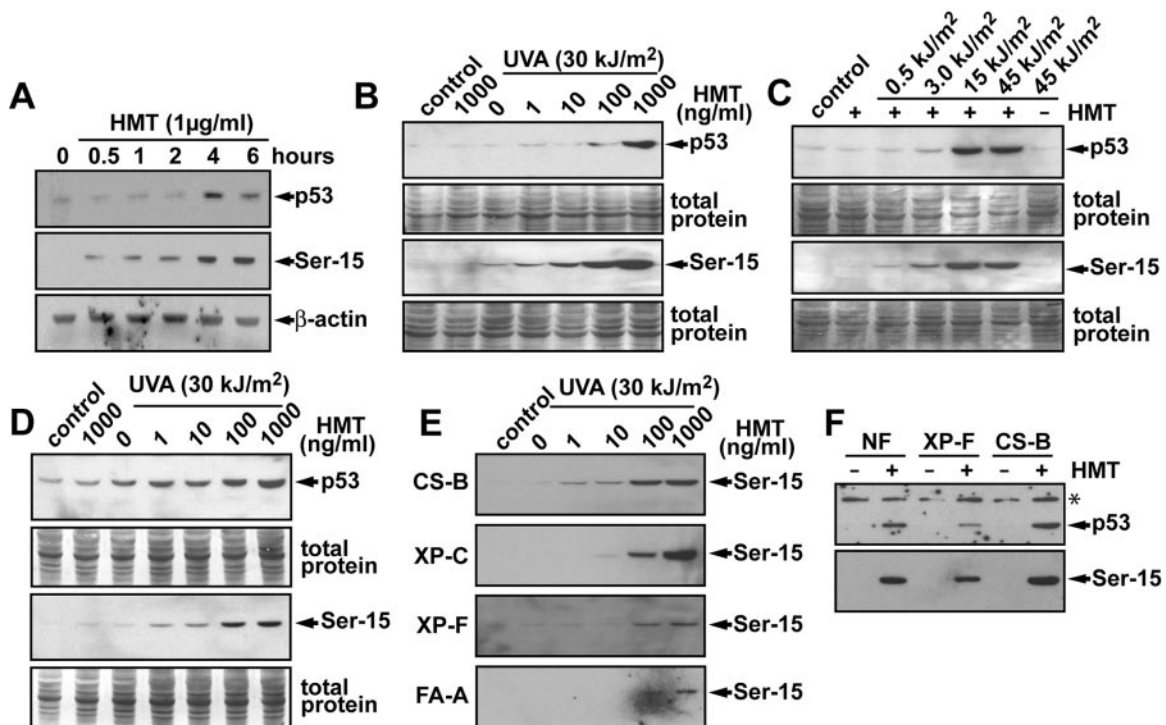 A
HMT (1µg/ml)
0 0.5 1 2 4 6 hours
p53
Ser-15
β-actin
B
UVA (30 kJ/m²)
control 1000 0 1 10 100 1000 HMT (ng/ml)
p53
total protein
Ser-15
total protein
C
control 0.5 kJ/m² 3.0 kJ/m² 15 kJ/m² 45 kJ/m² 45 kJ/m²
+ + + + + – HMT
p53
total protein
Ser-15
total protein
D
UVA (30 kJ/m²)
control 1000 0 1 10 100 1000 HMT (ng/ml)
p53
total protein
Ser-15
total protein
E
UVA (30 kJ/m²)
control 0 1 10 100 1000 HMT (ng/ml)
CS-B Ser-15
XP-C Ser-15
XP-F Ser-15
FA-A Ser-15
F
NF XP-F CS-B
– + – + – + HMT
*
p53
Ser-15